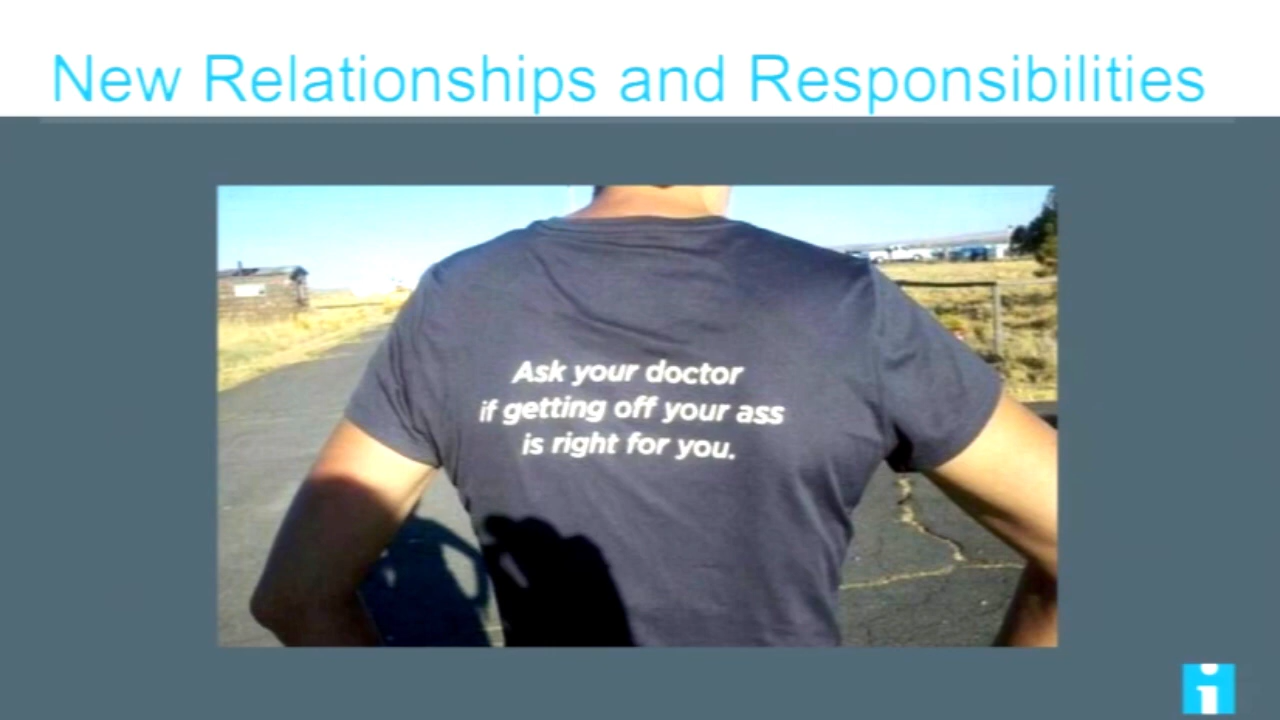 New Relationships and Responsibilities
Ask your doctor
if getting off your ass
is right for you.
i